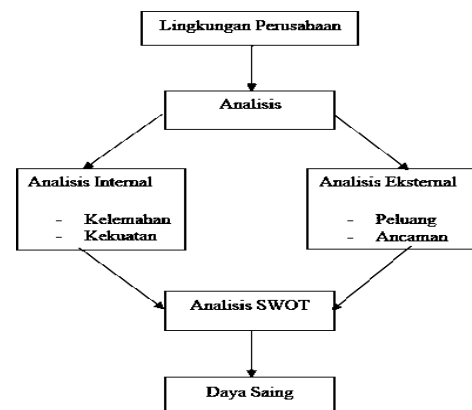 Lingkungan Perusahaan
Analisis
Analisis Internal
- Kelemahan
- Kekuatan
Analisis Eksternal
- Peluang
- Ancaman
Analisis SWOT
Daya Saing